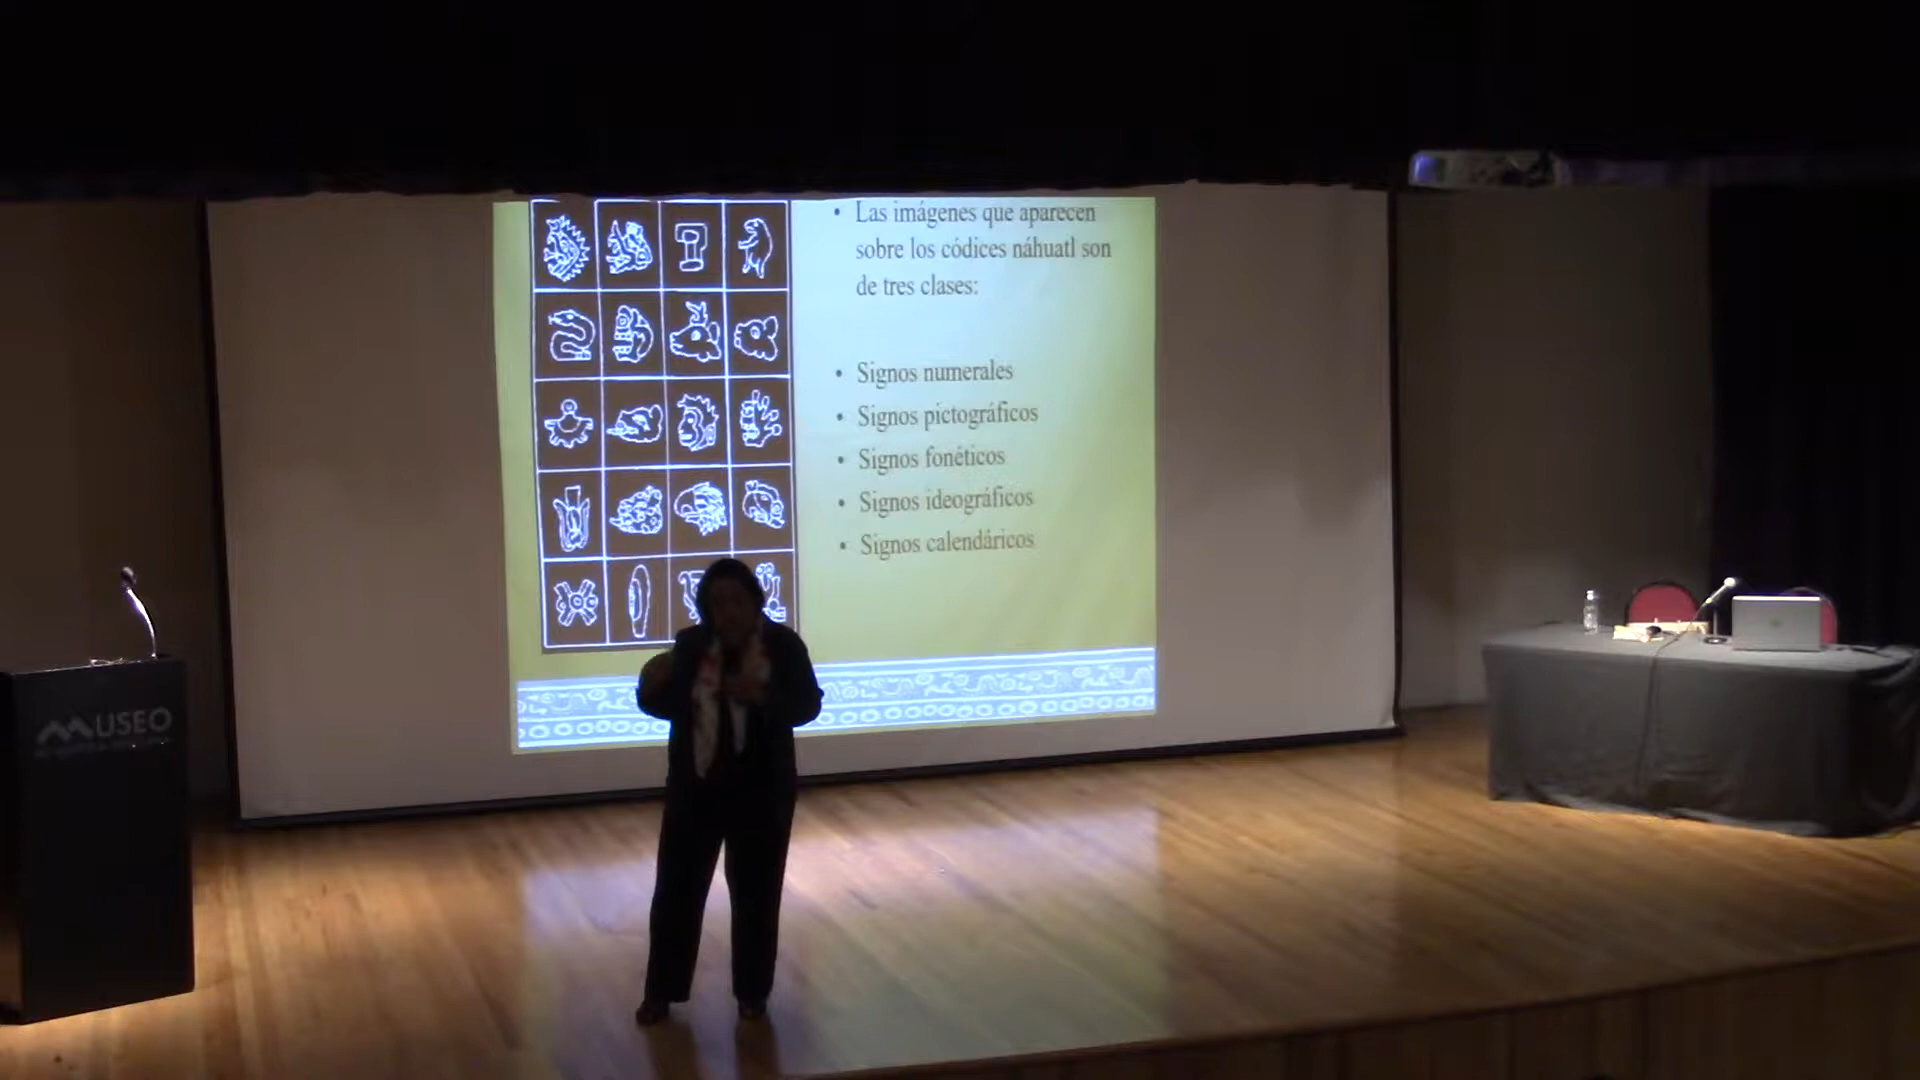 • Las imágenes que aparecen
sobre los códices náhuatl son
de tres clases:
• Signos numerales
• Signos pictográficos
• Signos fonéticos
• Signos ideográficos
• Signos calendáricos
MUSEO